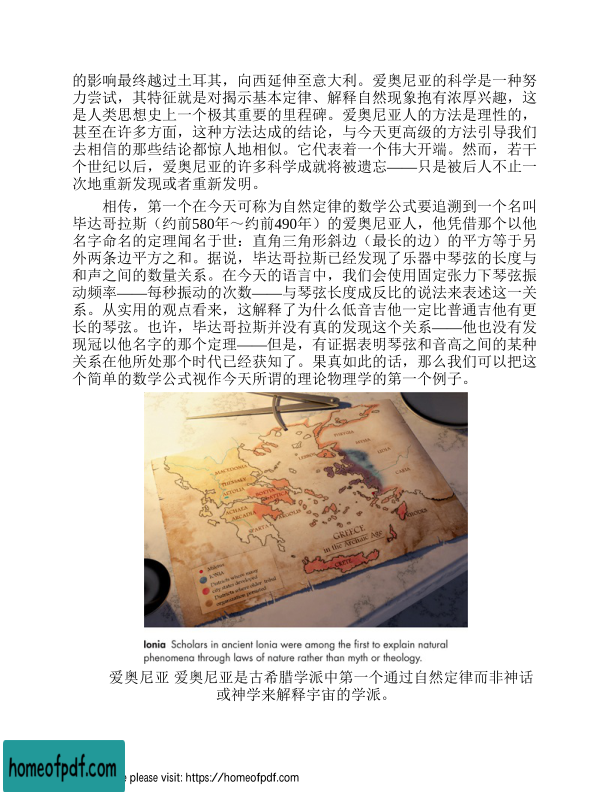 的影响最终越过土耳其，向西延伸至意大利。爱奥尼亚的科学是一种努
力尝试，其特征就是对揭示基本定律、解释自然现象抱有浓厚兴趣，这
是人类思想史上一个极其重要的里程碑。爱奥尼亚人的方法是理性的，
甚至在许多方面，这种方法达成的结论，与今天更高级的方法引导我们
去相信的那些结论都惊人地相似。它代表着一个伟大开端。然而，若干
个世纪以后，爱奥尼亚的许多科学成就将被遗忘——只是被后人不止一
次地重新发现或者重新发明。
相传，第一个在今天可称为自然定律的数学公式要追溯到一个名叫
毕达哥拉斯（约前580年～约前490年）的爱奥尼亚人，他凭借那个以他
名字命名的定理闻名于世：直角三角形斜边（最长的边）的平方等于另
外两条边平方之和。据说，毕达哥拉斯已经发现了乐器中琴弦的长度与
和声之间的数量关系。在今天的语言中，我们会使用固定张力下琴弦振
动频率——每秒振动的次数——与琴弦长度成反比的说法来表述这一关
系。从实用的观点看来，这解释了为什么低音吉他一定比普通吉他有更
长的琴弦。也许，毕达哥拉斯并没有真的发现这个关系——他也没有发
现冠以他名字的那个定理——但是，有证据表明琴弦和音高之间的某种
关系在他所处那个时代已经获知了。果真如此的话，那么我们可以把这
个简单的数学公式视作今天所谓的理论物理学的第一个例子。
MACEDONIA
AETOLIS
ACHAEA
ARCADIA
SPARTA
ATTICA
LYDIA
CARIA
RHODES
GREECE
in the Archaic Age
CRETE
IONIA
Districts where major
city states developed
Ionia Scholars in ancient Ionia were among the first to explain natural
phenomena through laws of nature rather than myth or theology.
爱奥尼亚 爱奥尼亚是古希腊学派中第一个通过自然定律而非神话
或神学来解释宇宙的学派。
homeofpdf.com
e please visit: https://homeofpdf.com